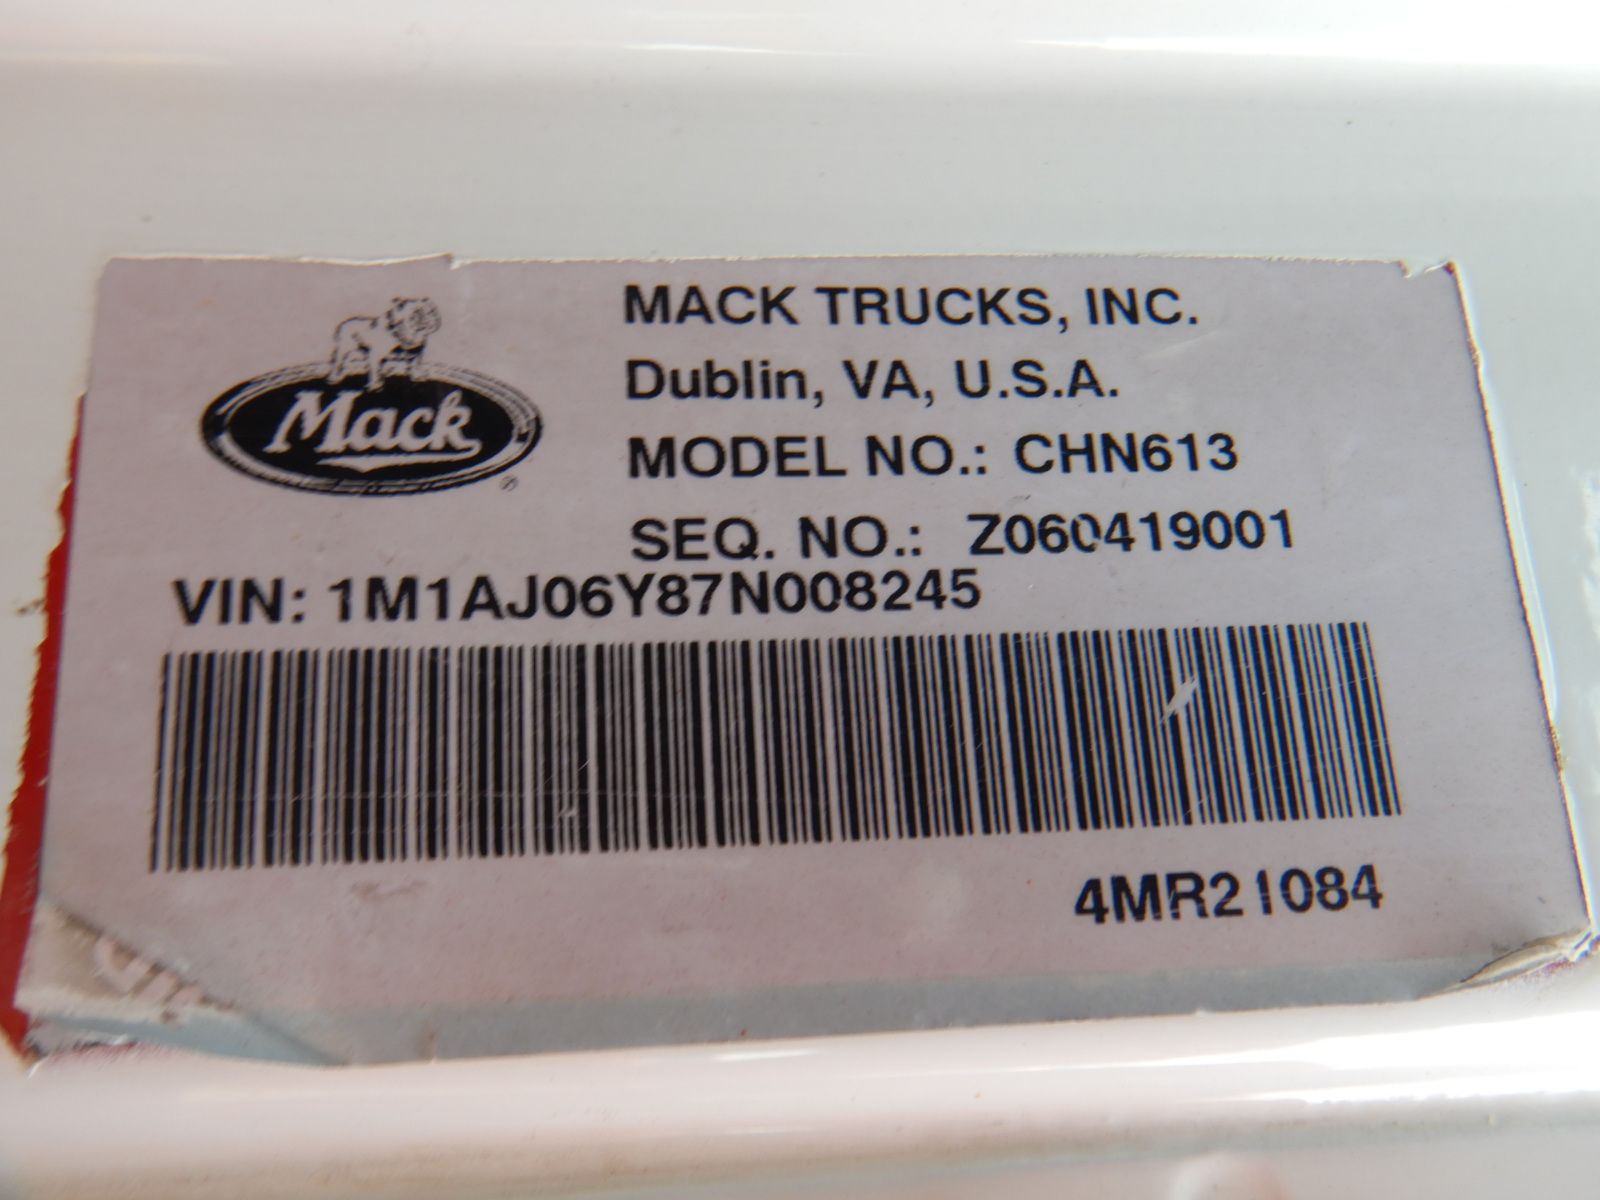 Mack
®
MACK TRUCKS, INC.
Dublin, VA, U.S.A.
MODEL NO.: CHN613
SEQ. NO.: Z060419001
VIN: 1M1AJ06Y87N008245
4MR21084